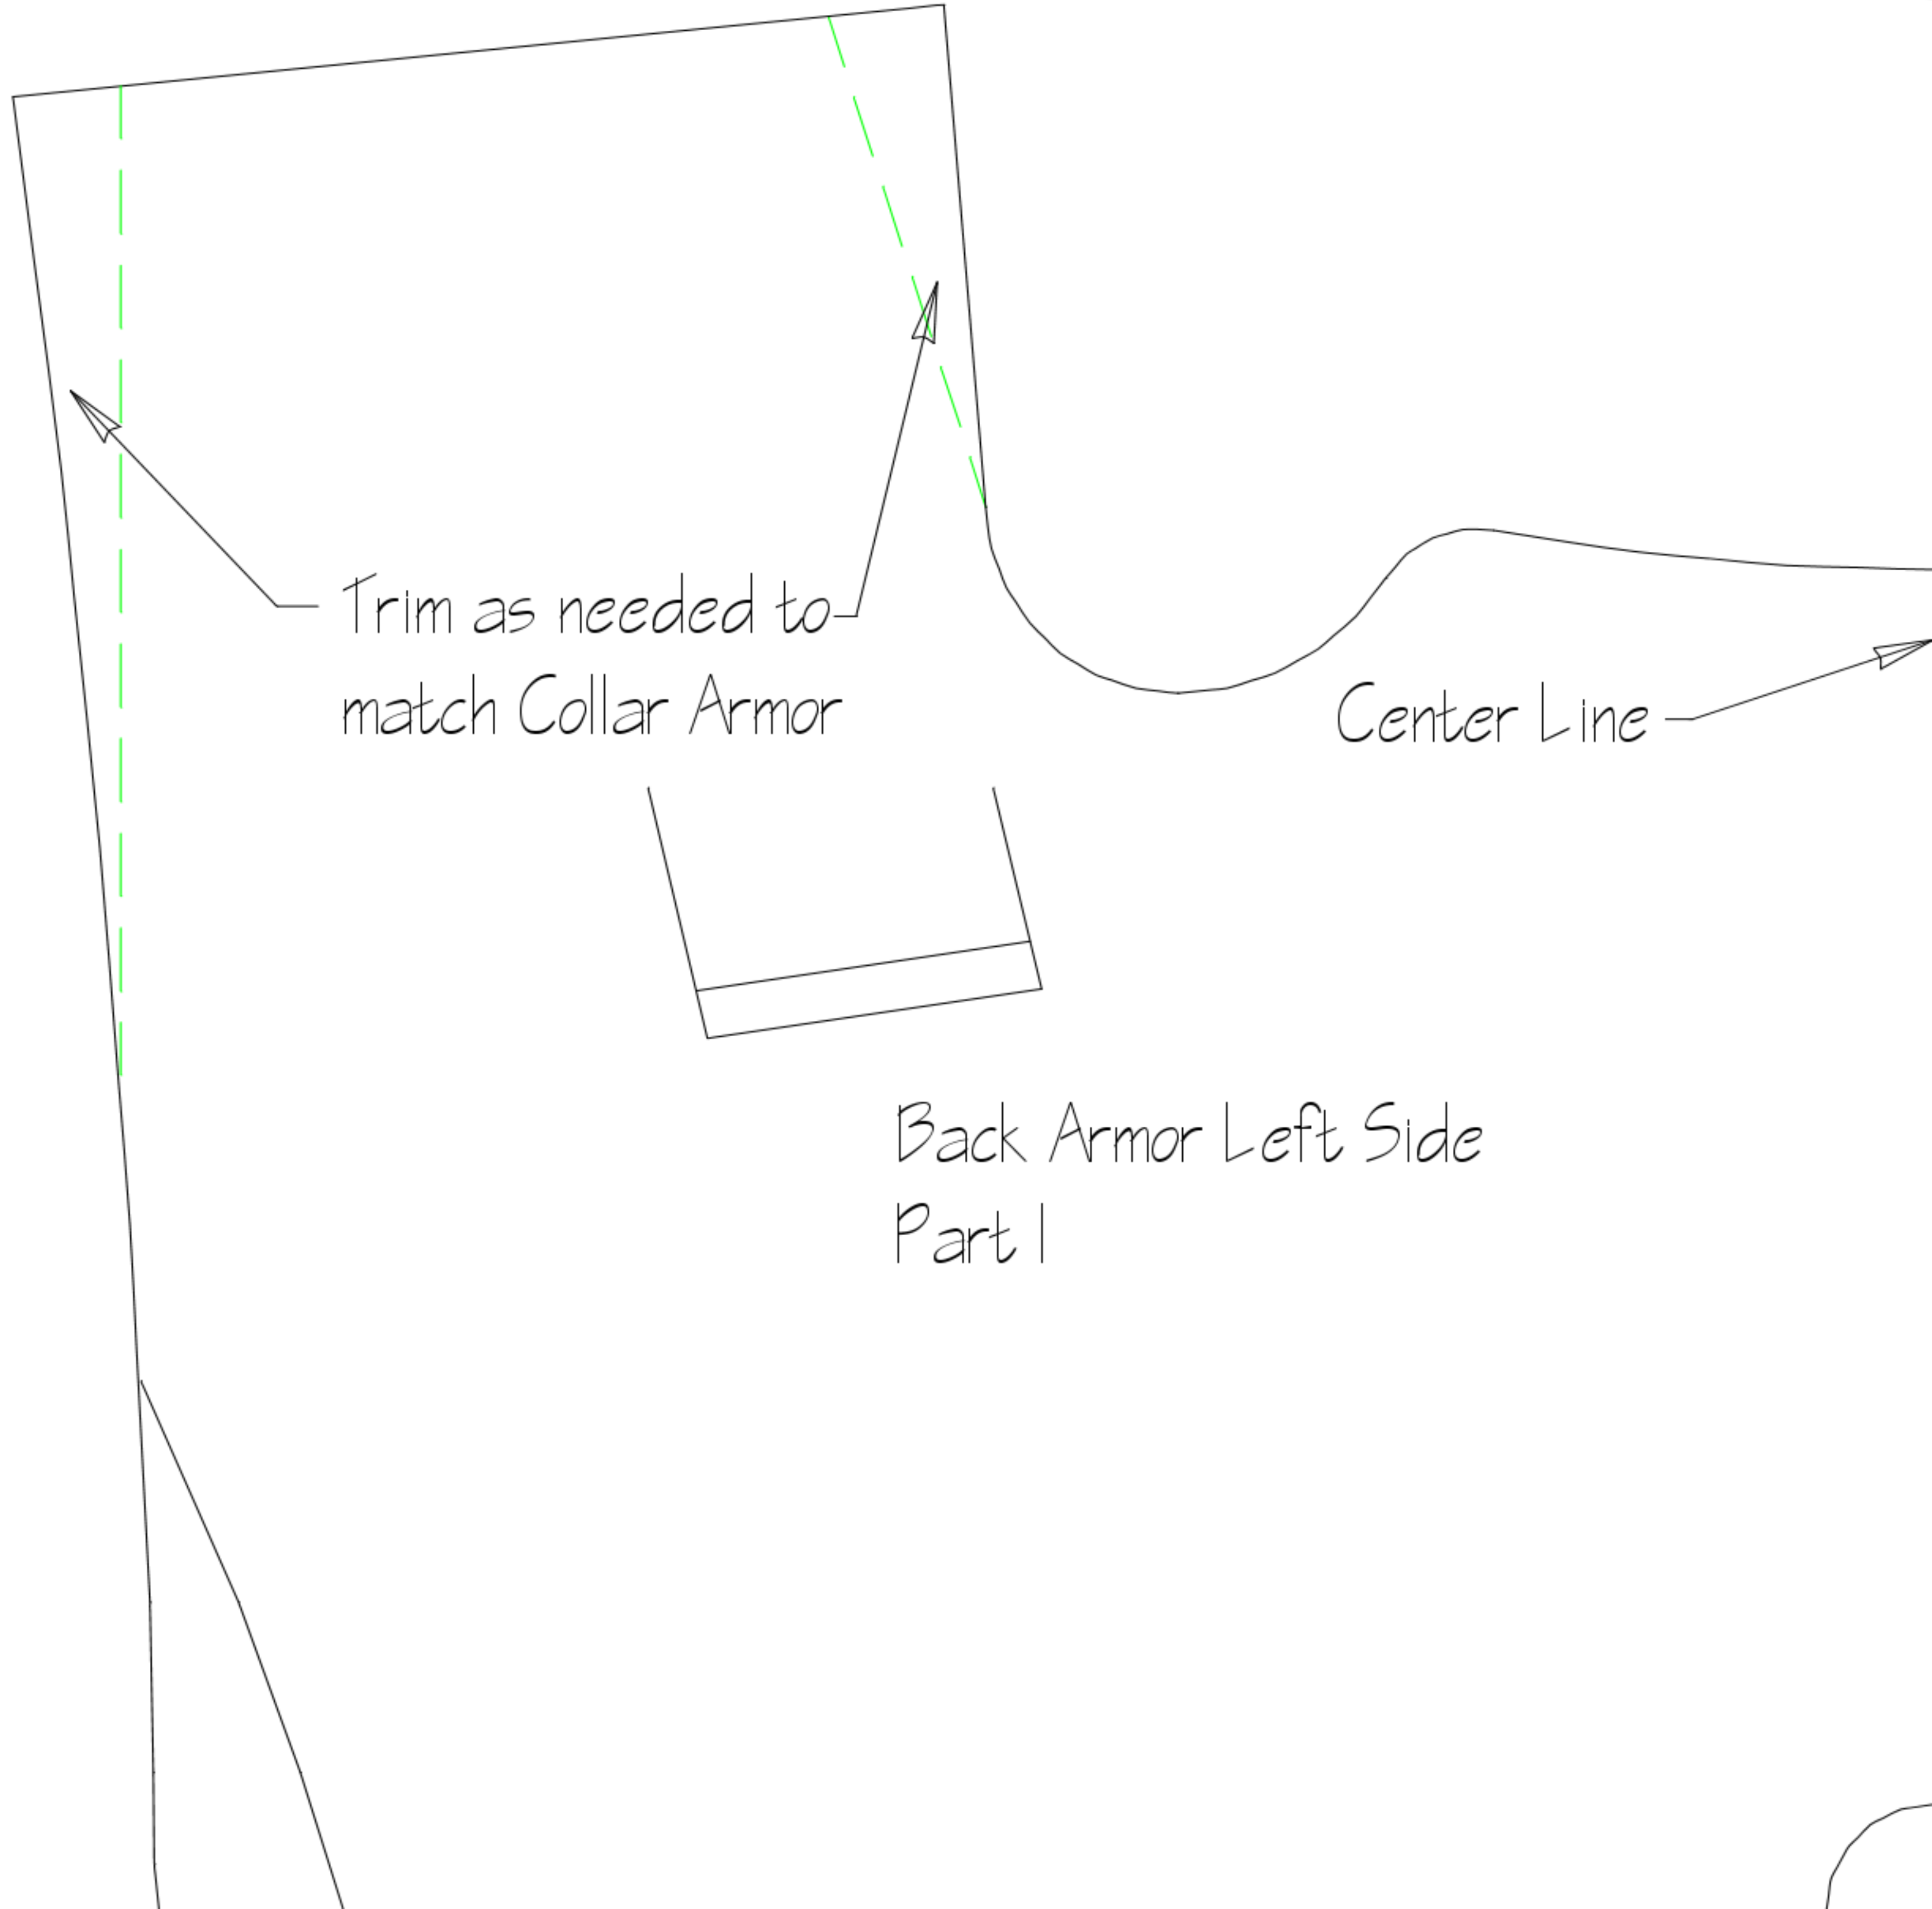 Trim as needed to
match Collar Armor
Center Line
Back Armor Left Side
Part 1